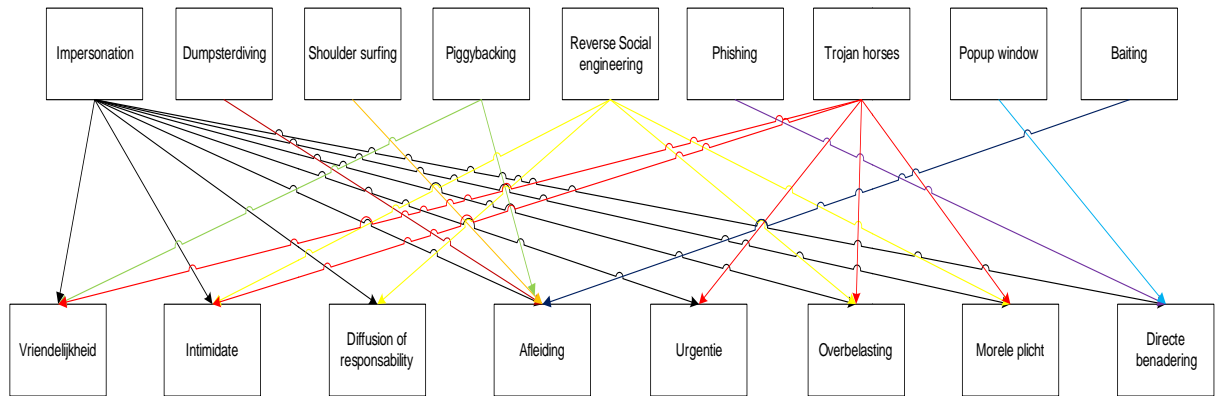 Impersonation
Dumpsterdiving
Shoulder surfing
Piggybacking
Reverse Social
engineering
Phishing
Trojan horses
Popup window
Baiting
Vriendelijkheid
Intimidate
Diffusion of
responsability
Afleiding
Urgentie
Overbelasting
Morele plicht
Directe
benadering